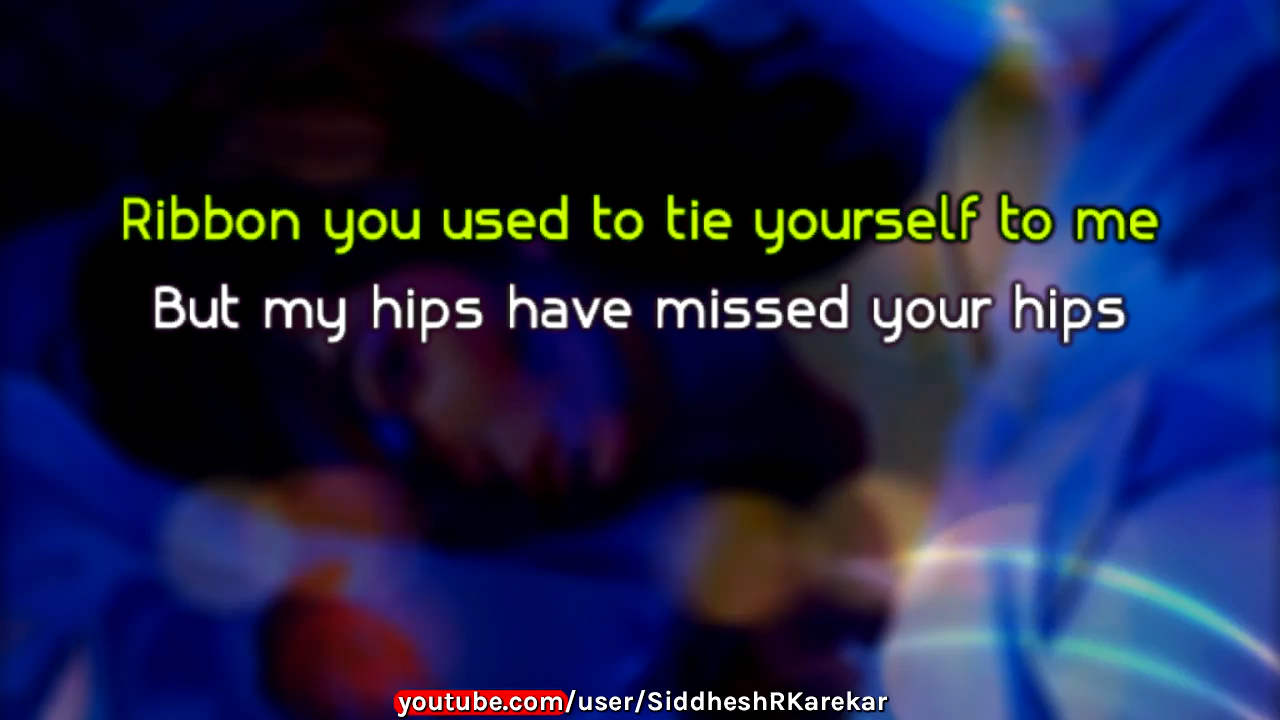 Ribbon you used to tie yourself to me
But my hips have missed your hips
youtube.com/user/SiddheshRKarekar